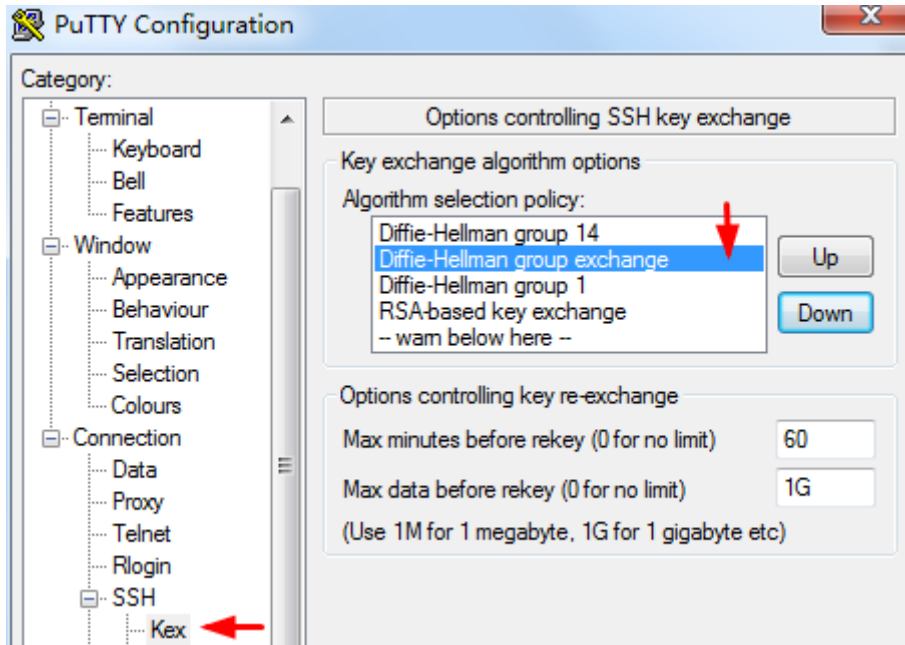 PuTTY Configuration
Category:
Terminal
Keyboard
Bell
Features
Window
Appearance
Behaviour
Translation
Selection
Colours
Connection
Data
Proxy
Telnet
Rlogin
SSH
Kex
Options controlling SSH key exchange
Key exchange algorithm options
Algorithm selection policy:
Diffie-Hellman group 14
Diffie-Hellman group exchange
Diffie-Hellman group 1
RSA-based key exchange
-- warn below here --
Up
Down
Options controlling key re-exchange
Max minutes before rekey (0 for no limit) 60
Max data before rekey (0 for no limit) 1G
(Use 1M for 1 megabyte, 1G for 1 gigabyte etc)